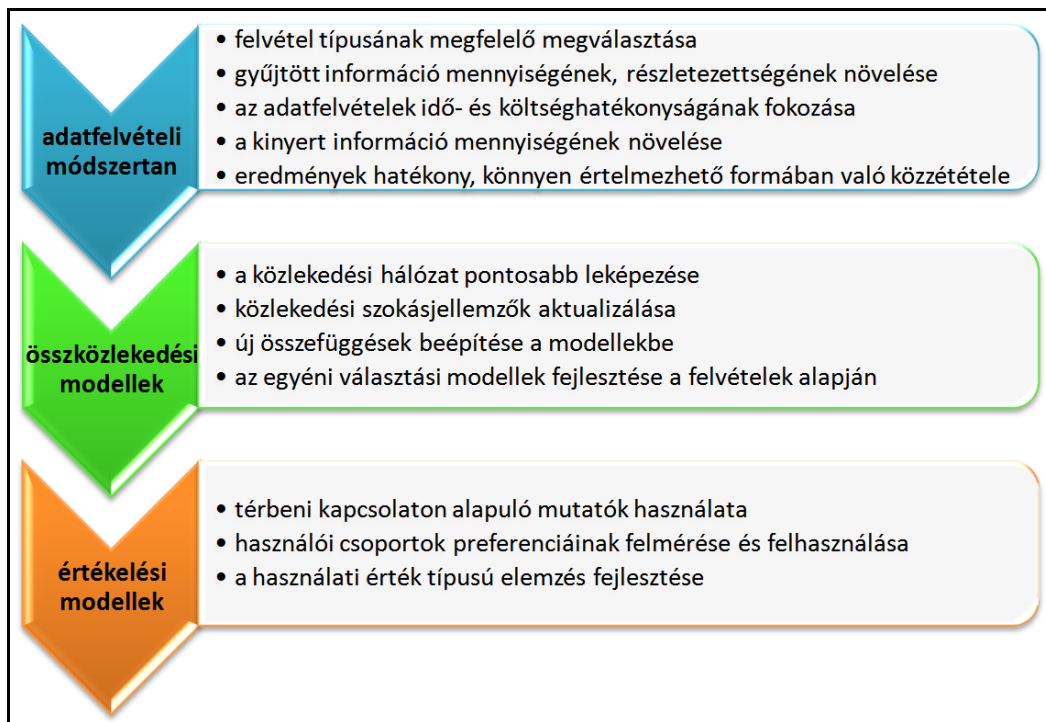 adatfelvételi
módszertan
• felvétel típusának megfelelő megválasztása
• gyűjtött információ mennyiségének, részletezettségének növelése
• az adatfelvételek idő- és költséghatékonyságának fokozása
• a kinyert információ mennyiségének növelése
• eredmények hatékony, könnyen értelmezhető formában való közzététele
összközlekedési
modellek
• a közlekedési hálózat pontosabb leképezése
• közlekedési szokásjellemzők aktualizálása
• új összefüggések beépítése a modellekbe
• az egyéni választási modellek fejlesztése a felvételek alapján
értékelési
modellek
• térbeni kapcsolaton alapuló mutatók használata
• használói csoportok preferenciáinak felmérése és felhasználása
• a használati érték típusú elemzés fejlesztése